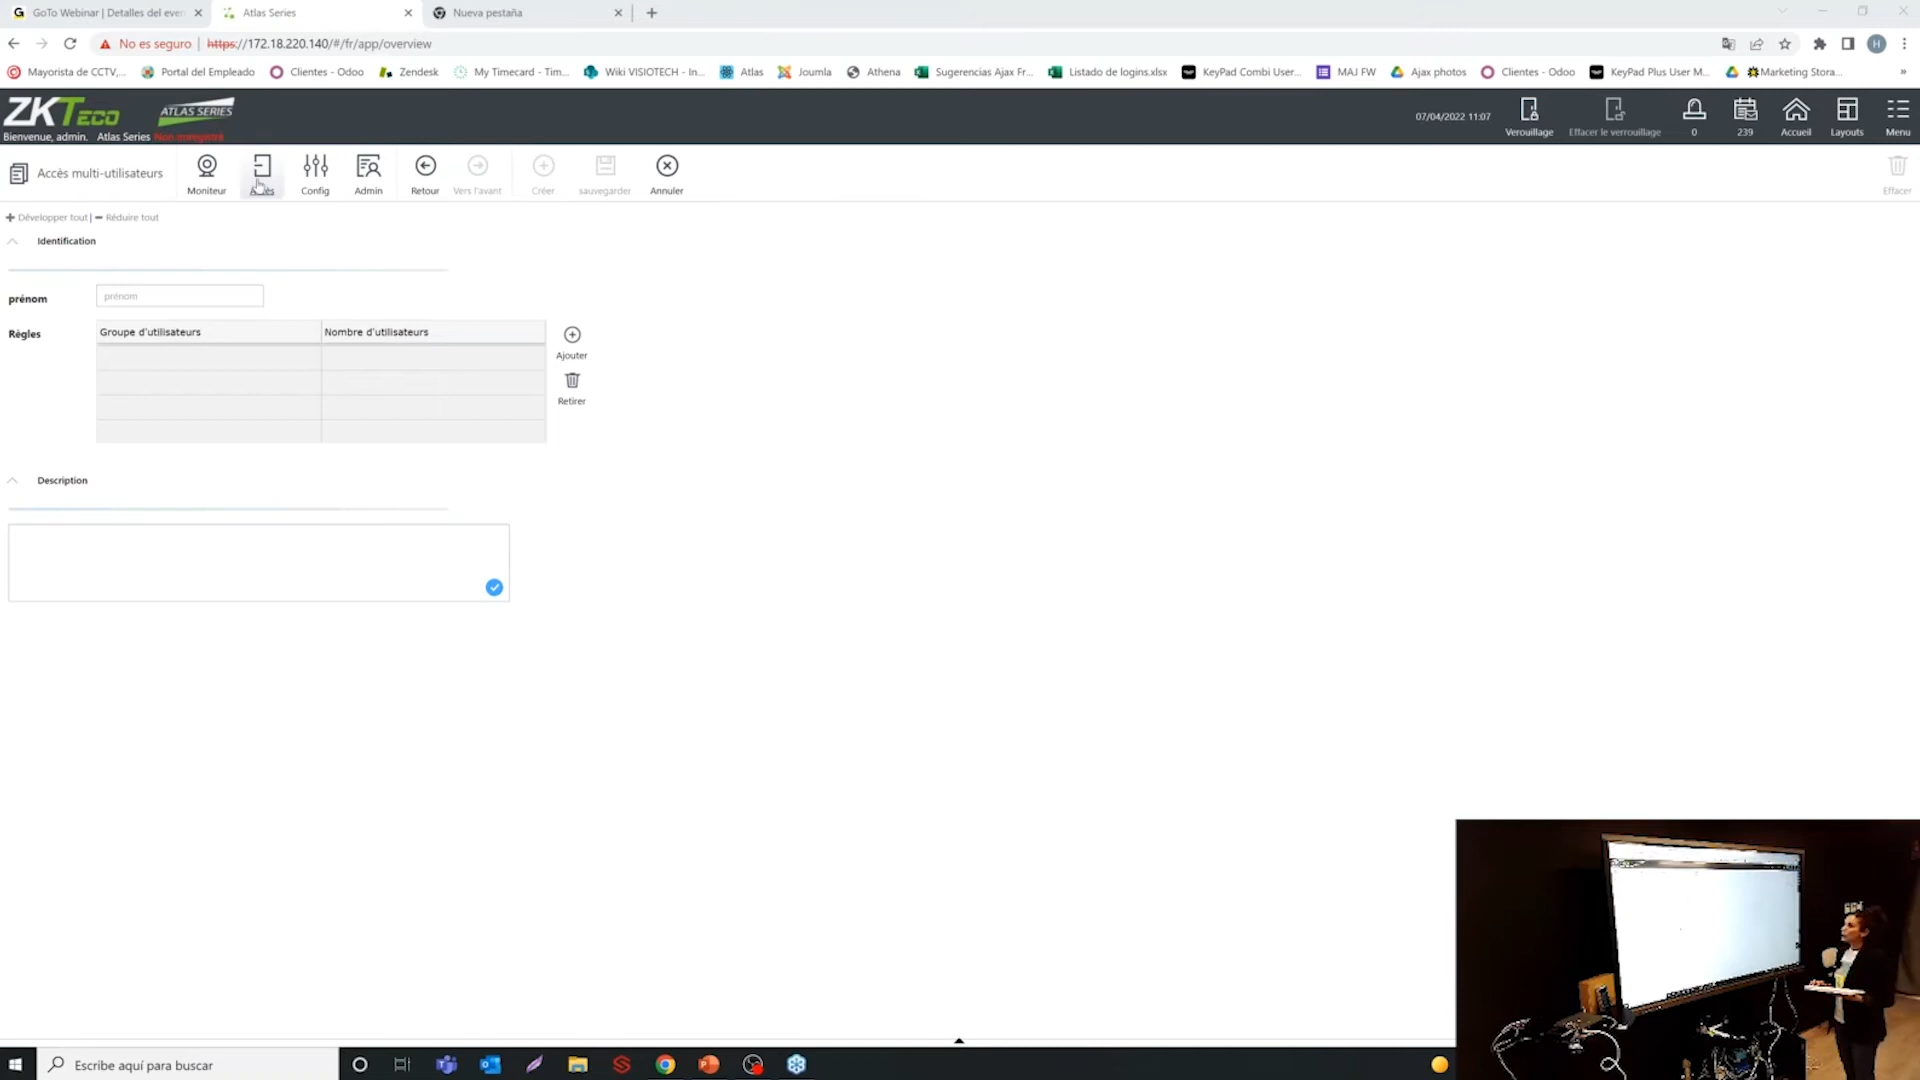 GoTo Webinar | Detalles del even
Atlas Series
Nueva pestaña
No es seguro | https://172.18.220.140/#/fr/app/overview
Mayorista de CCTV,...
Portal del Empleado
Clientes - Odoo
Zendesk
My Timecard - Tim...
Wiki VISIOTECH - In...
Atlas
Joumla
Athena
Sugerencias Ajax Fr...
Listado de logins.xlsx
KeyPad Combi User...
MAJ FW
Ajax photos
Clientes - Odoo
KeyPad Plus User M...
Marketing Stora...
»
ZKTeco
ATLAS SERIES
Bienvenue, admin. Atlas Series Non enregistré
07/04/2022 11:07
Verouillage
Effacer le verrouillage
0
239
Accueil
Layouts
Menu
Accès multi-utilisateurs
Moniteur
Accès
Config
Admin
Retour
Vers l'avant
Créer
sauvegarder
Annuler
Effacer
Développer tout | Réduire tout
Identification
prénom
prénom
Règles
Groupe d'utilisateurs
Nombre d'utilisateurs
Ajouter
Retirer
Description
Escribe aquí para buscar